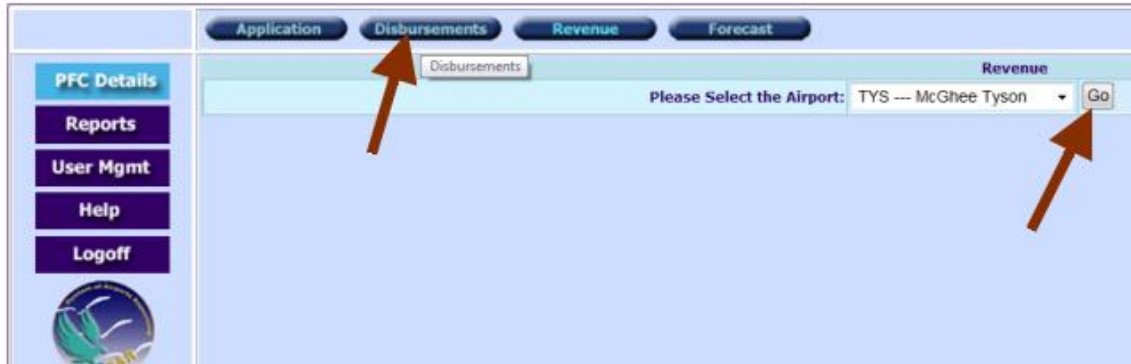 Application Disbursements Revenue Forecast
Disbursements
PFC Details
Revenue
Please Select the Airport: TYS --- McGhee Tyson Go
Reports
User Mgmt
Help
Logoff